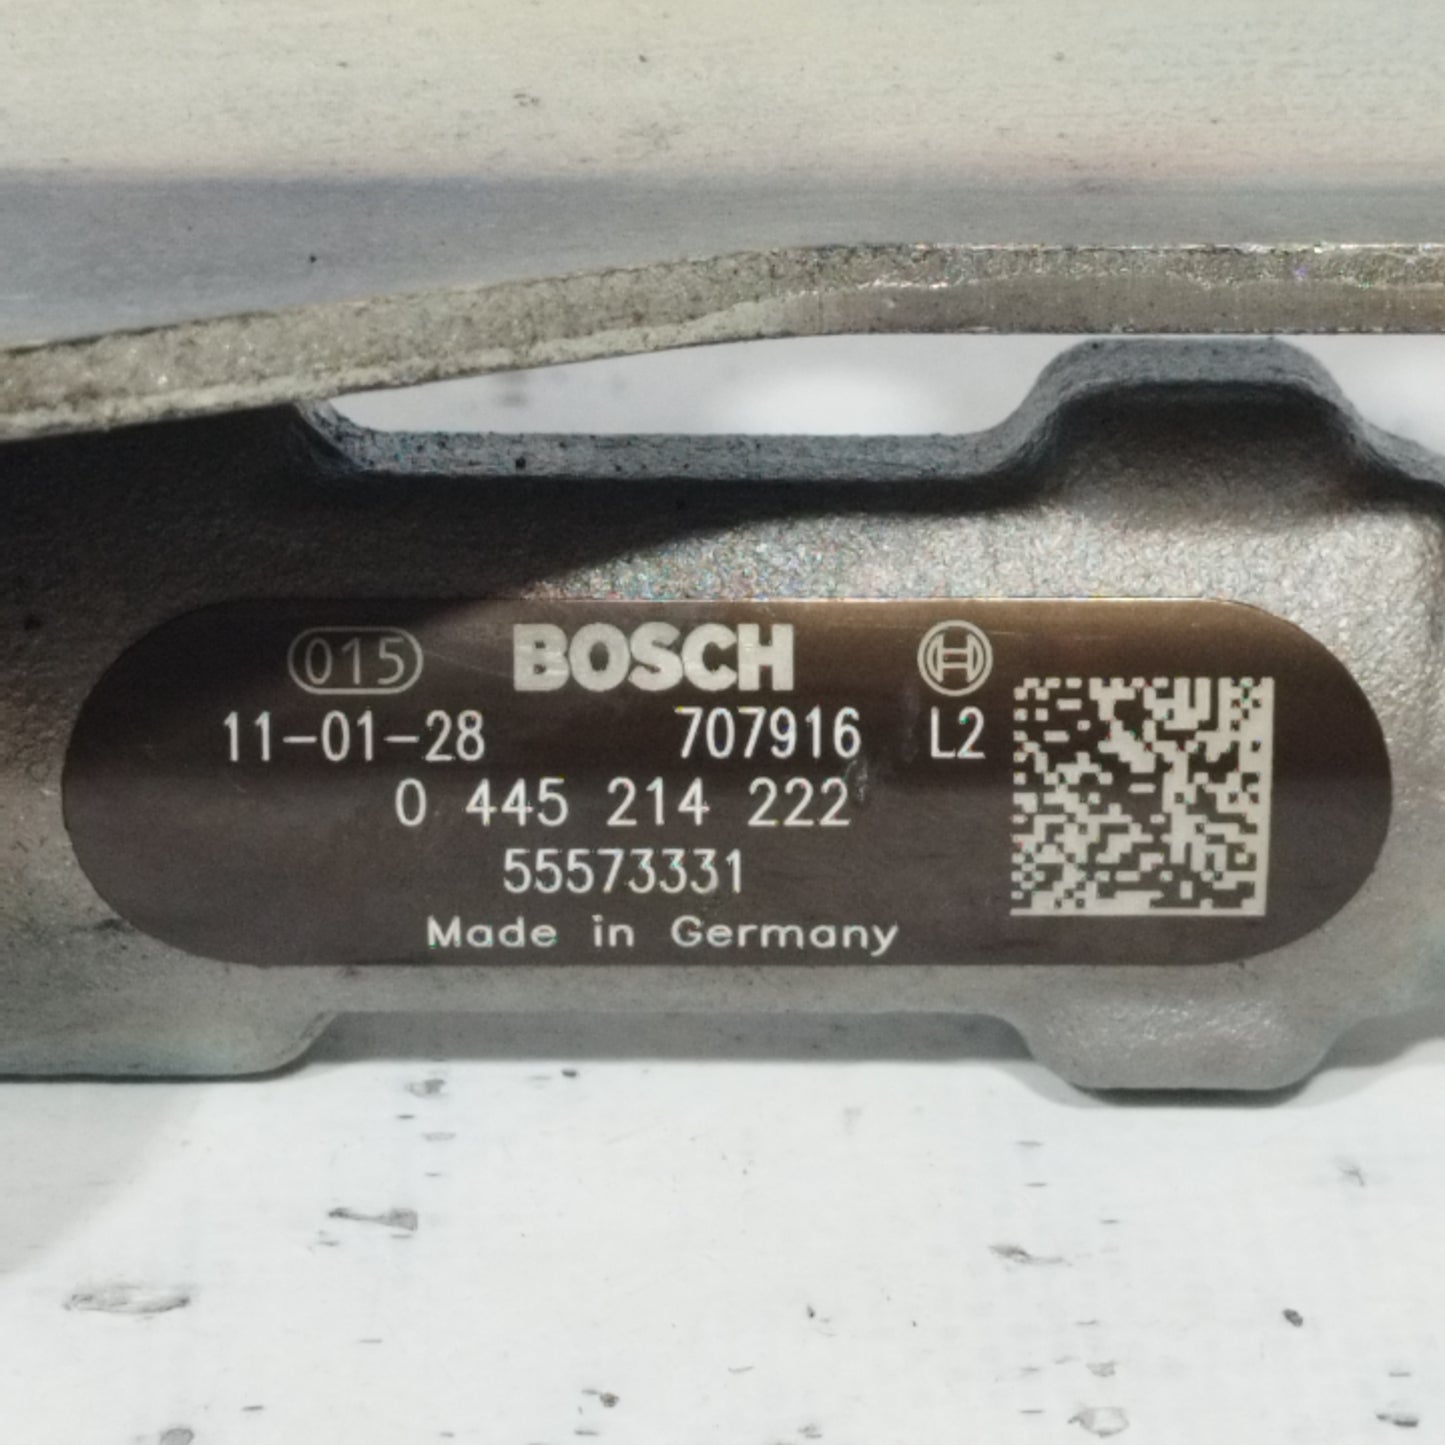 015 BOSCH
11-01-28 707916 L2
0 445 214 222
55573331
Made in Germany